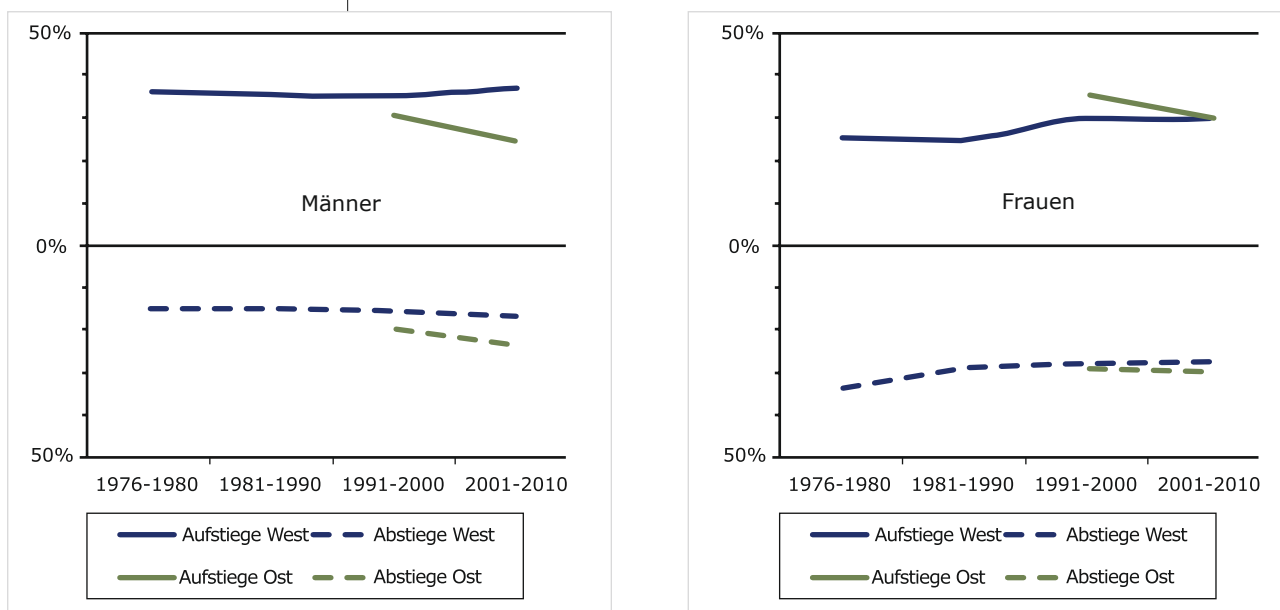 50%
Männer
0%
50%
1976-1980 1981-1990 1991-2000 2001-2010
Aufstiege West Abstiege West
Aufstiege Ost Abstiege Ost
50%
Frauen
0%
50%
1976-1980 1981-1990 1991-2000 2001-2010
Aufstiege West Abstiege West
Aufstiege Ost Abstiege Ost